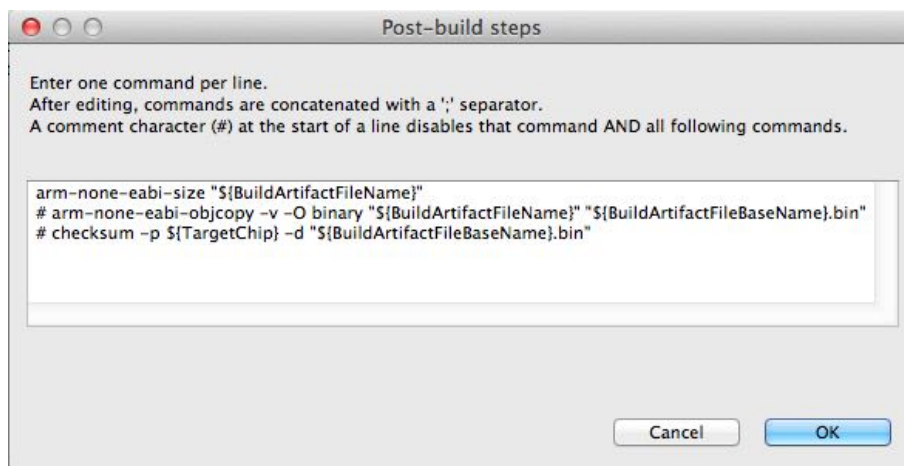 Post-build steps
Enter one command per line.
After editing, commands are concatenated with a ';' separator.
A comment character (#) at the start of a line disables that command AND all following commands.
arm-none-eabi-size "${BuildArtifactFileName}"
# arm-none-eabi-objcopy -v -O binary "${BuildArtifactFileName}" "${BuildArtifactFileBaseName}.bin"
# checksum -p ${TargetChip} -d "${BuildArtifactFileBaseName}.bin"
Cancel OK